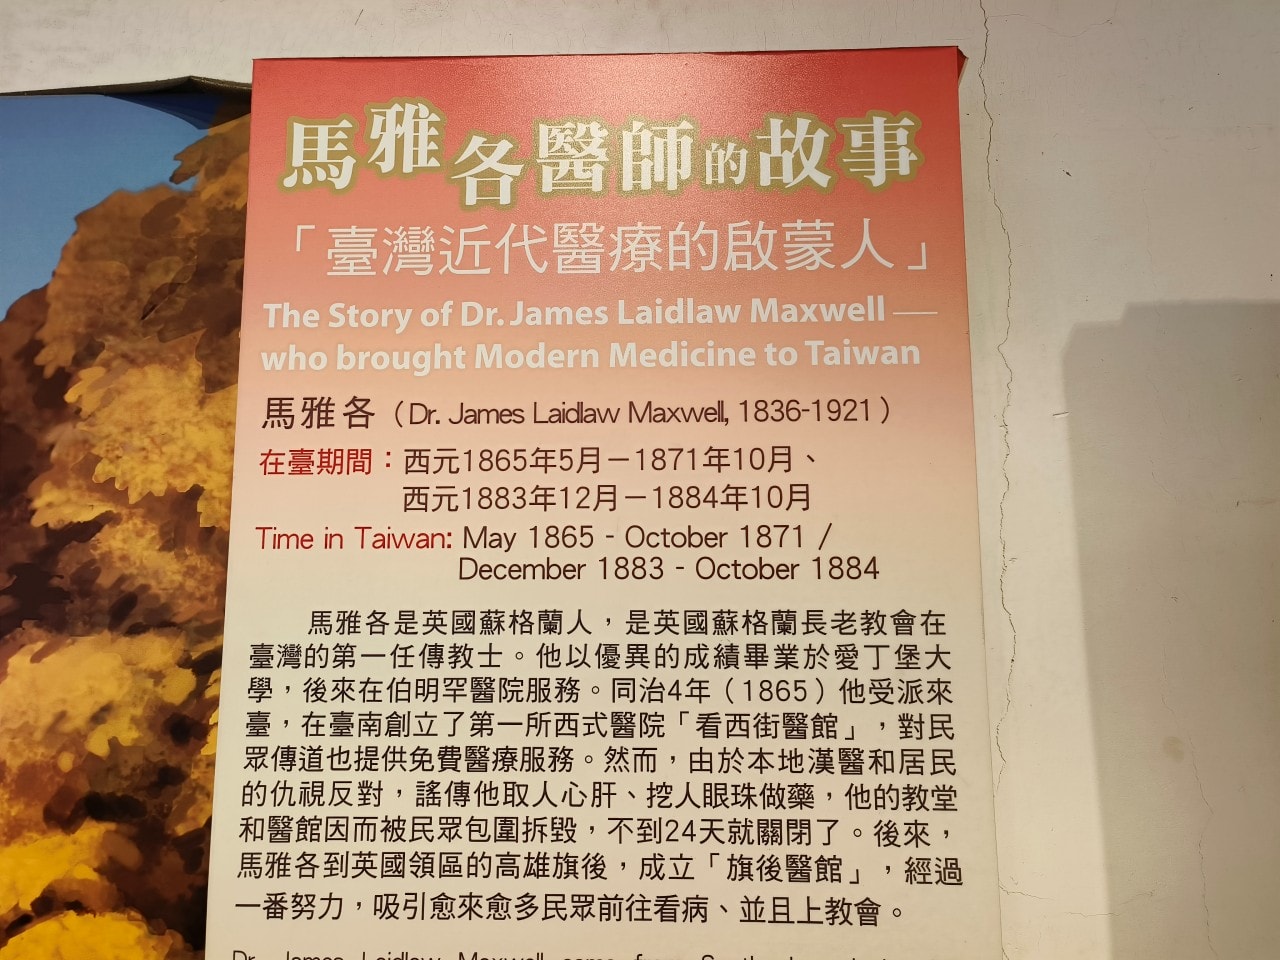 馬雅各醫師的故事
「臺灣近代醫療的啟蒙人」
The Story of Dr. James Laidlaw Maxwell —
who brought Modern Medicine to Taiwan
馬雅各（Dr. James Laidlaw Maxwell, 1836-1921）
在臺期間：西元1865年5月－1871年10月、
西元1883年12月－1884年10月
Time in Taiwan: May 1865 - October 1871 /
December 1883 - October 1884
馬雅各是英國蘇格蘭人，是英國蘇格蘭長老教會在
臺灣的第一任傳教士。他以優異的成績畢業於愛丁堡大
學，後來在伯明罕醫院服務。同治4年（1865）他受派來
臺，在臺南創立了第一所西式醫院「看西街醫館」，對民
眾傳道也提供免費醫療服務。然而，由於本地漢醫和居民
的仇視反對，謠傳他取人心肝、挖人眼珠做藥，他的教堂
和醫館因而被民眾包圍拆毀，不到24天就關閉了。後來，
馬雅各到英國領區的高雄旗後，成立「旗後醫館」，經過
一番努力，吸引愈來愈多民眾前往看病、並且上教會。
Dr. James Laidlaw Maxwell came from